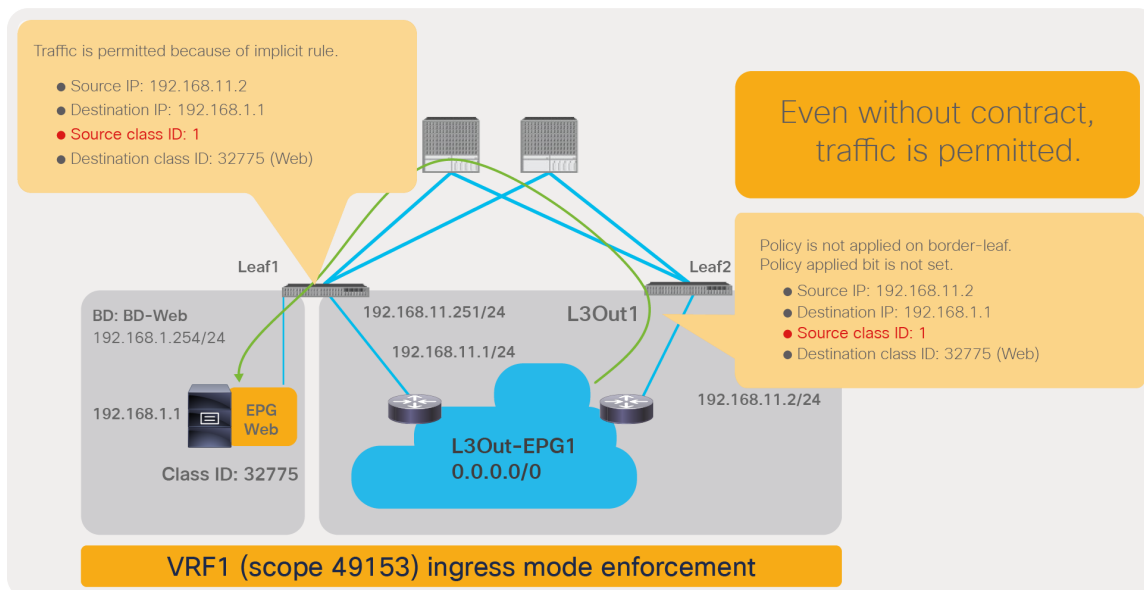 Traffic is permitted because of implicit rule.
● Source IP: 192.168.11.2
● Destination IP: 192.168.1.1
● Source class ID: 1
● Destination class ID: 32775 (Web)
Even without contract,
traffic is permitted.
Policy is not applied on border-leaf.
Policy applied bit is not set.
● Source IP: 192.168.11.2
● Destination IP: 192.168.1.1
● Source class ID: 1
● Destination class ID: 32775 (Web)
Leaf1
Leaf2
BD: BD-Web
192.168.1.254/24
192.168.11.251/24
L3Out1
192.168.11.1/24
192.168.11.2/24
192.168.1.1
EPG
Web
Class ID: 32775
L3Out-EPG1
0.0.0.0/0
VRF1 (scope 49153) ingress mode enforcement